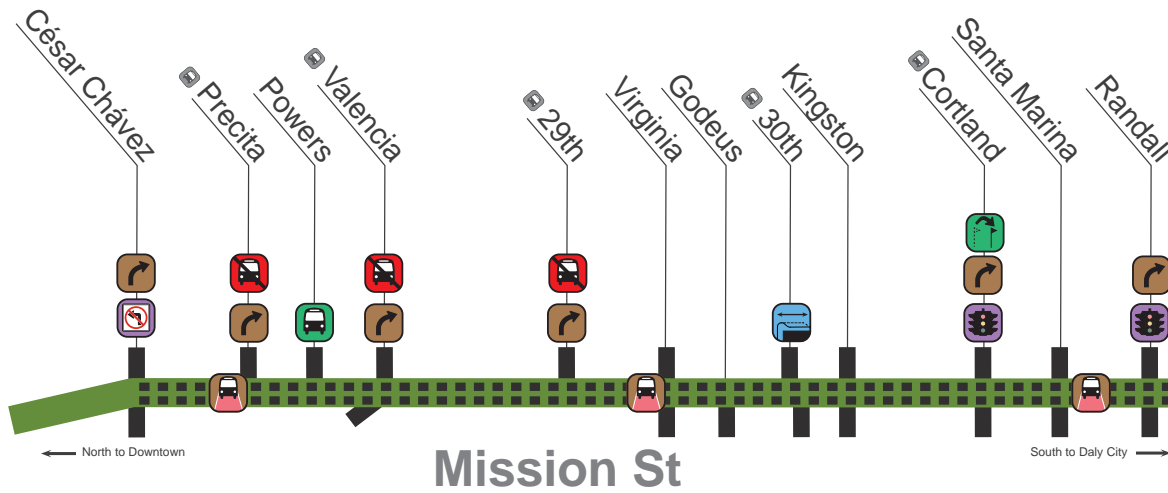 César Chávez
Precita
Powers
Valencia
29th
Virginia
Godeus
30th
Kingston
Cortland
Santa Marina
Randall
North to Downtown
South to Daly City
Mission St